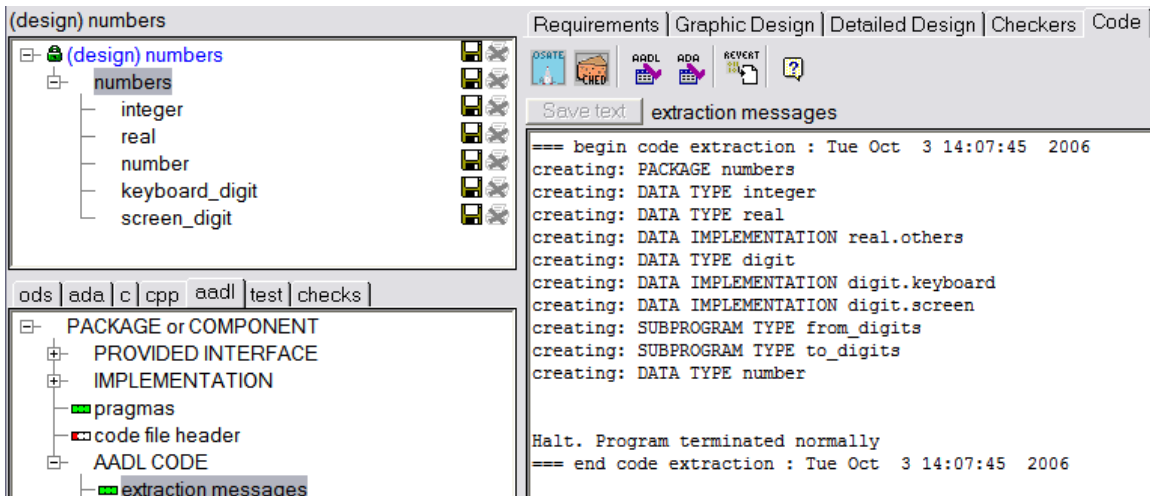 (design) numbers
(design) numbers
numbers
integer
real
number
keyboard_digit
screen_digit
ods ada c cpp aadl test checks
PACKAGE or COMPONENT
PROVIDED INTERFACE
IMPLEMENTATION
pragmas
code file header
AADL CODE
extraction messages
Requirements Graphic Design Detailed Design Checkers Code
OSATE CHED AADL ADA REVERT
Save text extraction messages
=== begin code extraction : Tue Oct  3 14:07:45  2006
creating: PACKAGE numbers
creating: DATA TYPE integer
creating: DATA TYPE real
creating: DATA IMPLEMENTATION real.others
creating: DATA TYPE digit
creating: DATA IMPLEMENTATION digit.keyboard
creating: DATA IMPLEMENTATION digit.screen
creating: SUBPROGRAM TYPE from_digits
creating: SUBPROGRAM TYPE to_digits
creating: DATA TYPE number
Halt. Program terminated normally
=== end code extraction : Tue Oct  3 14:07:45  2006